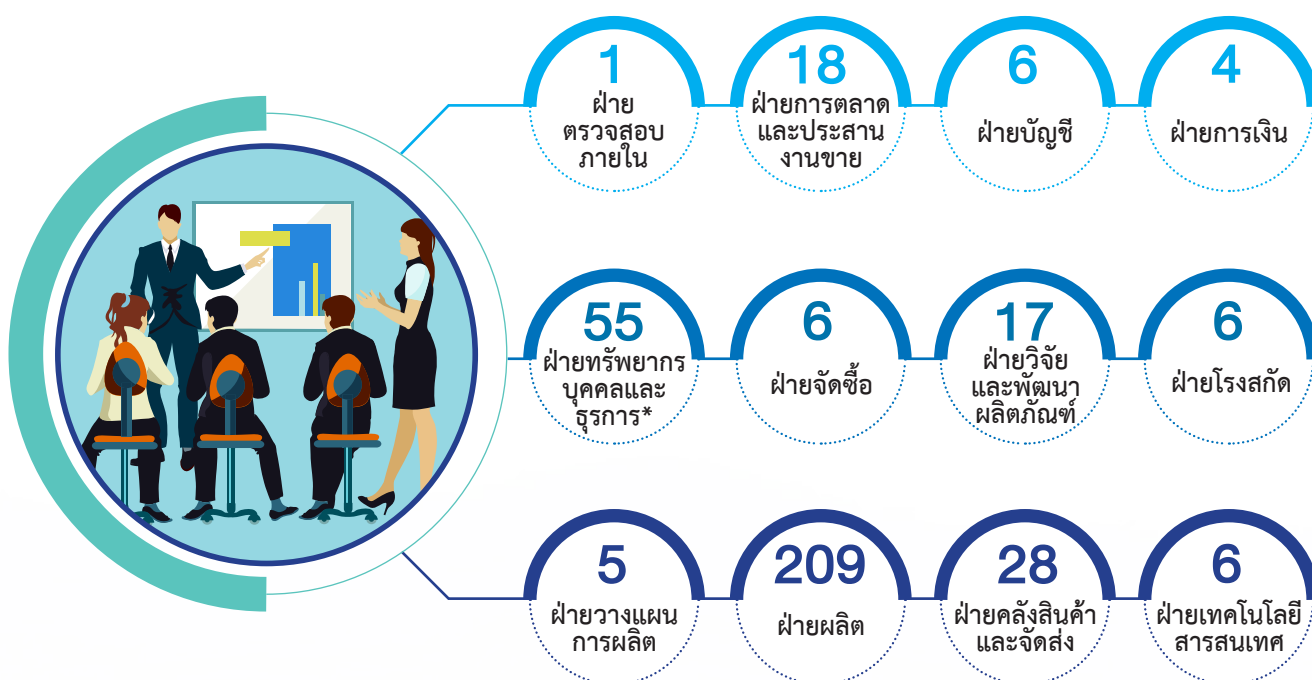 1
ฝ่าย
ตรวจสอบ
ภายใน
18
ฝ่ายการตลาด
และประสาน
งานขาย
6
ฝ่ายบัญชี
4
ฝ่ายการเงิน
55
ฝ่ายทรัพยากร
บุคคลและ
ธุรการ*
6
ฝ่ายจัดซื้อ
17
ฝ่ายวิจัย
และพัฒนา
ผลิตภัณฑ์
6
ฝ่ายโรงสกัด
5
ฝ่ายวางแผน
การผลิต
209
ฝ่ายผลิต
28
ฝ่ายคลังสินค้า
และจัดส่ง
6
ฝ่ายเทคโนโลยี
สารสนเทศ